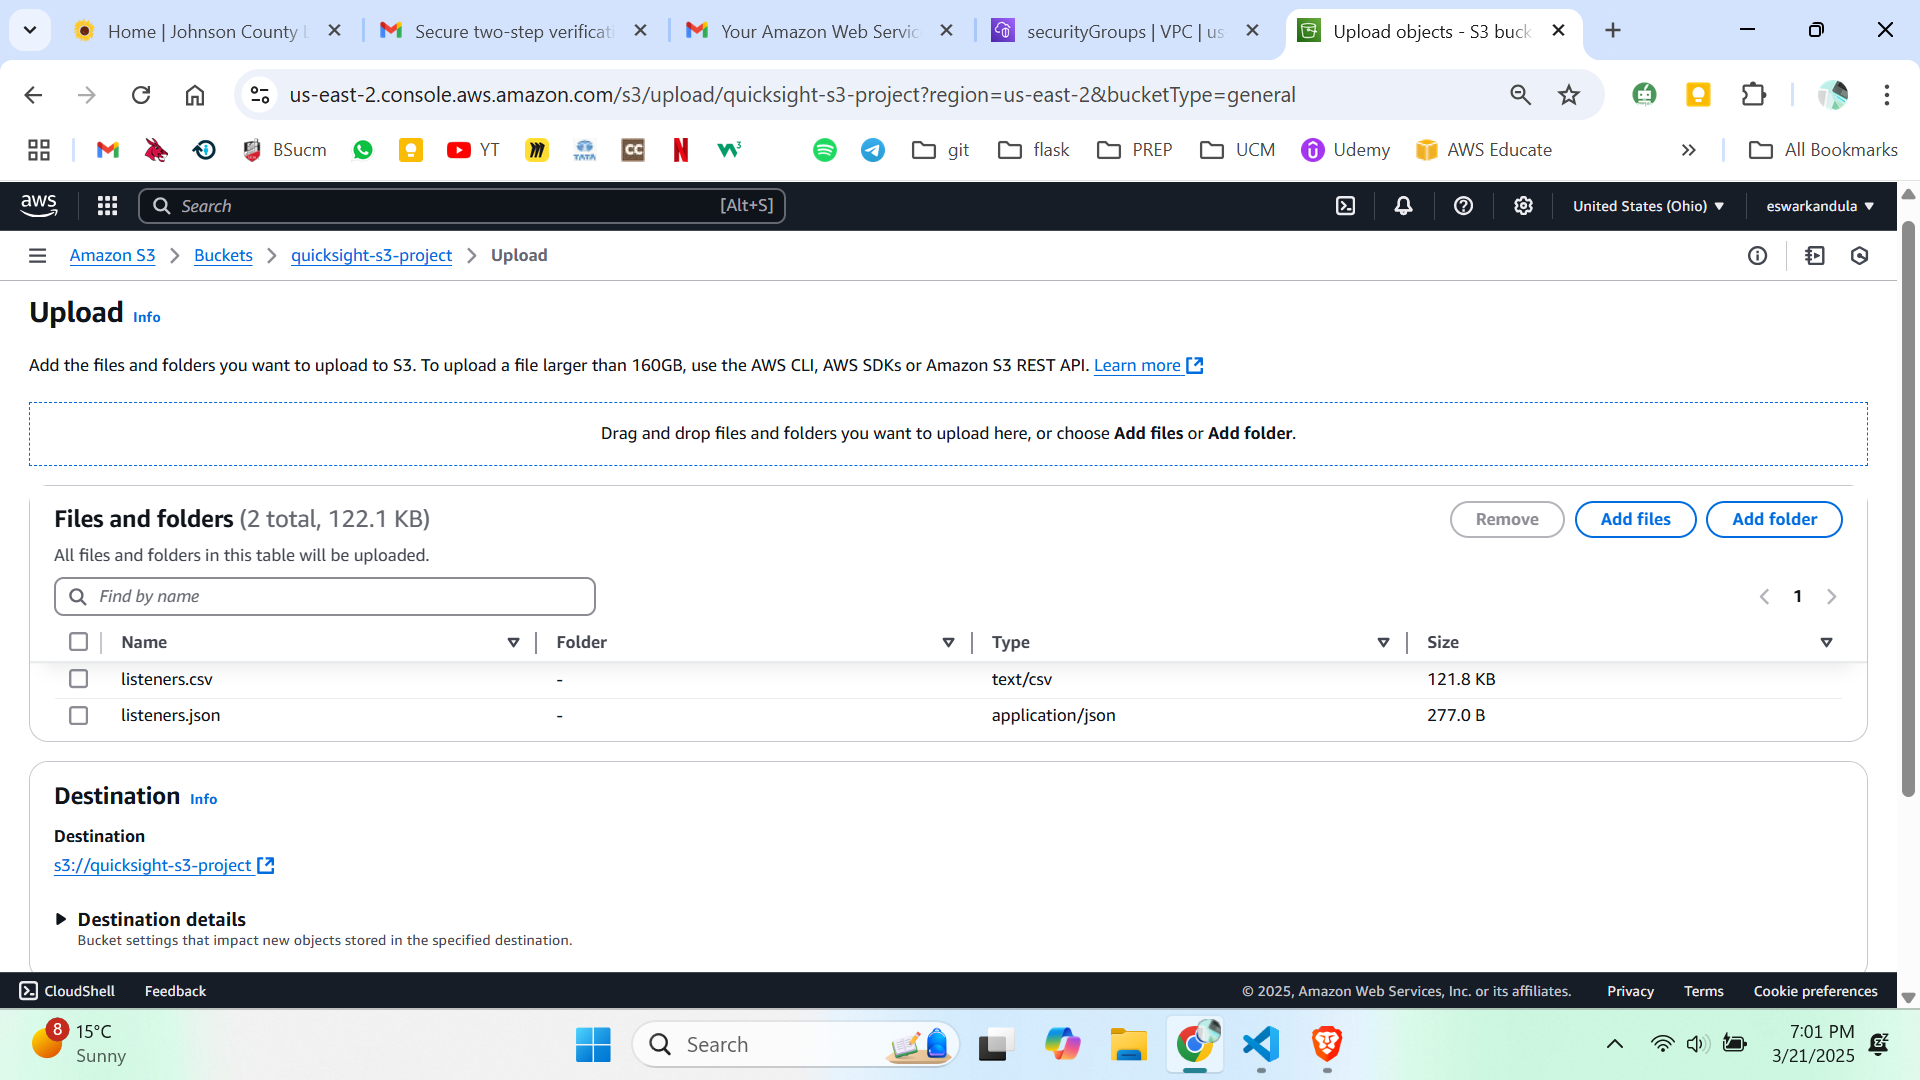 Home | Johnson County L
Secure two-step verificati
Your Amazon Web Servic
securityGroups | VPC | us
Upload objects - S3 buck
us-east-2.console.aws.amazon.com/s3/upload/quicksight-s3-project?region=us-east-2&bucketType=general
BSucm
YT
TATA
CC
N
W3
git
flask
PREP
UCM
Udemy
AWS Educate
All Bookmarks
aws
Search
[Alt+S]
United States (Ohio)
eswarkandula
Amazon S3
Buckets
quicksight-s3-project
Upload
Upload Info
Add the files and folders you want to upload to S3. To upload a file larger than 160GB, use the AWS CLI, AWS SDKs or Amazon S3 REST API. Learn more
Drag and drop files and folders you want to upload here, or choose Add files or Add folder.
Files and folders (2 total, 122.1 KB)
Remove
Add files
Add folder
All files and folders in this table will be uploaded.
Find by name
1
Name Folder Type Size
listeners.csv - text/csv 121.8 KB
listeners.json - application/json 277.0 B
Destination Info
Destination
s3://quicksight-s3-project
Destination details
Bucket settings that impact new objects stored in the specified destination.
CloudShell
Feedback
© 2025, Amazon Web Services, Inc. or its affiliates.
Privacy
Terms
Cookie preferences
8
15°C
Sunny
Search
7:01 PM
3/21/2025